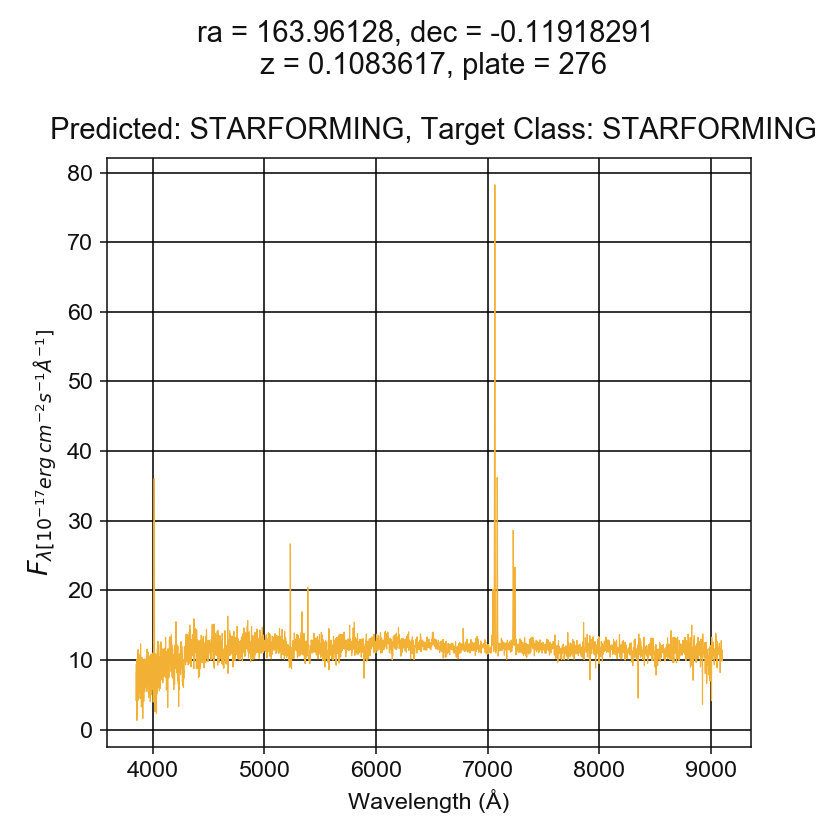 ra = 163.96128, dec = -0.11918291
z = 0.1083617, plate = 276
Predicted: STARFORMING, Target Class: STARFORMING
80
70
60
50
40
30
20
10
0
F_{λ[10^{-17}erg cm^{-2}s^{-1}Å^{-1}]}
4000 5000 6000 7000 8000 9000
Wavelength (Å)